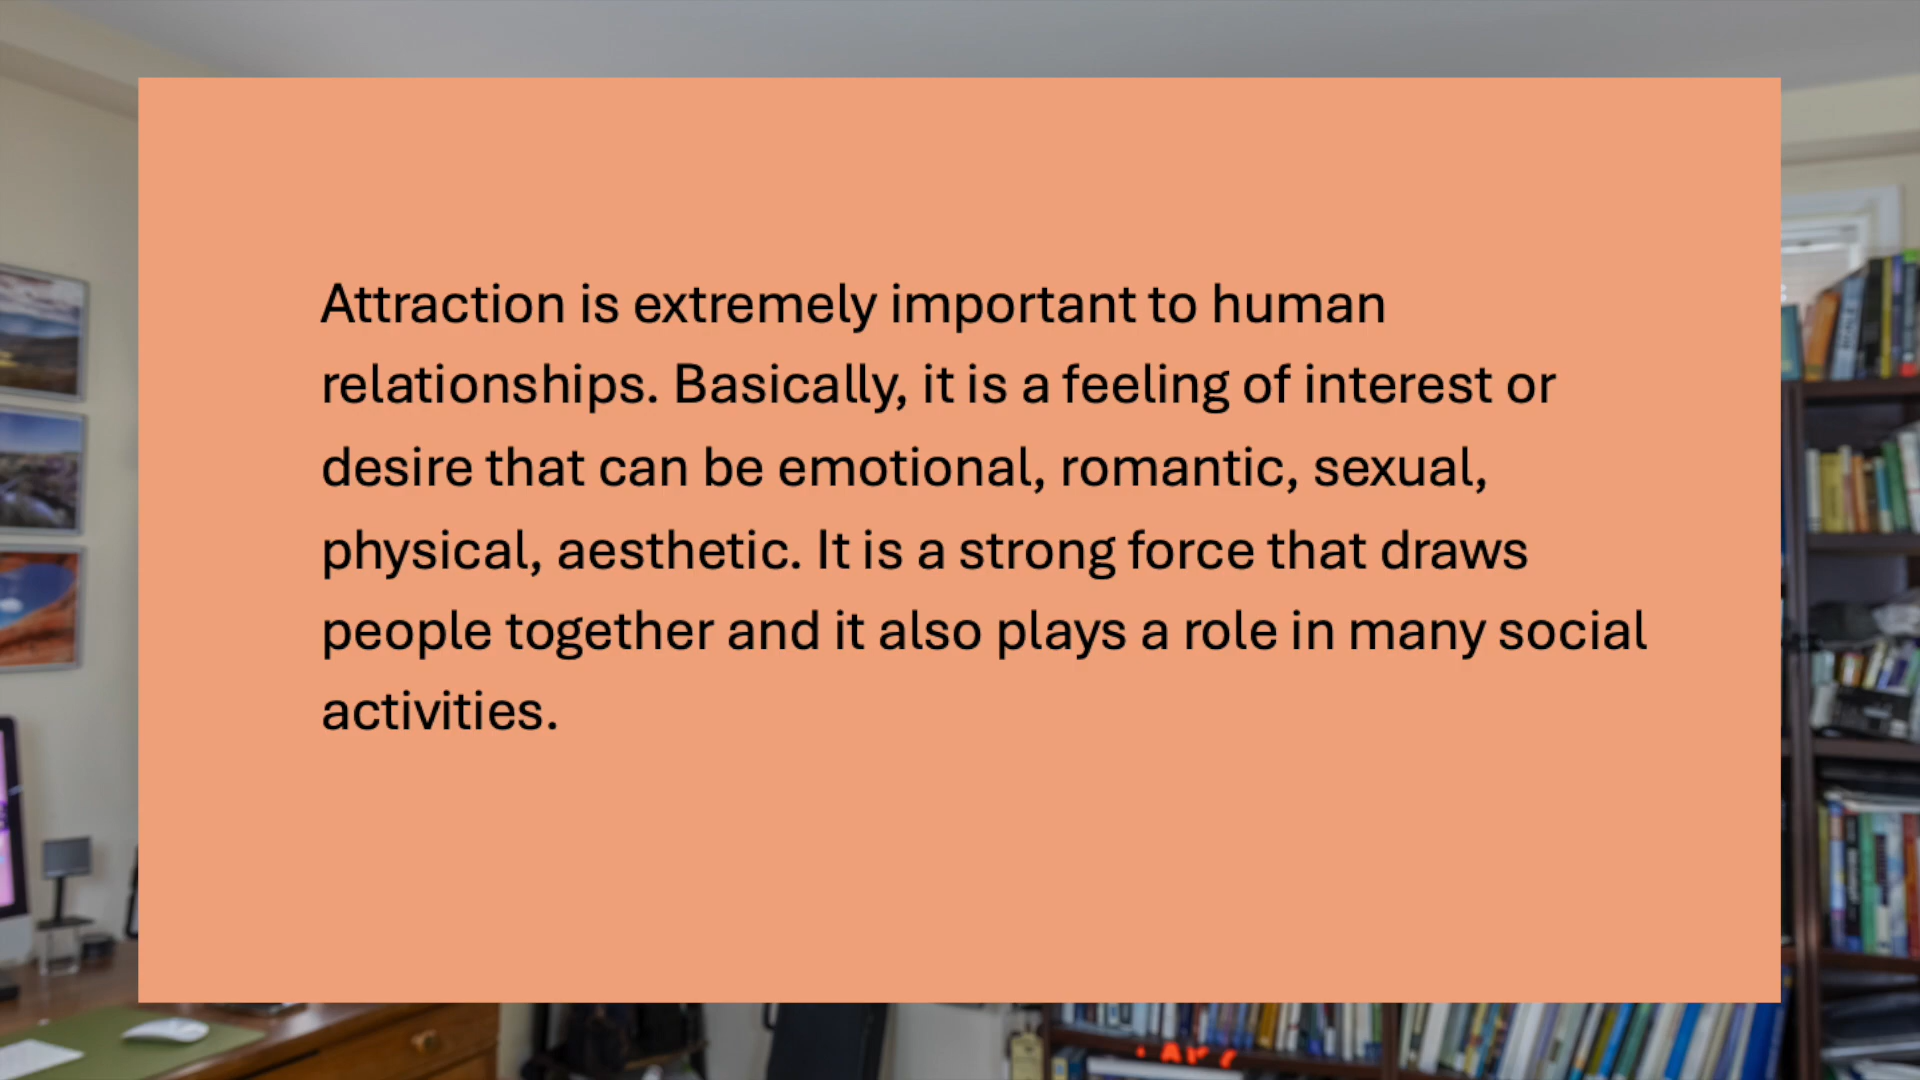 Attraction is extremely important to human
relationships. Basically, it is a feeling of interest or
desire that can be emotional, romantic, sexual,
physical, aesthetic. It is a strong force that draws
people together and it also plays a role in many social
activities.